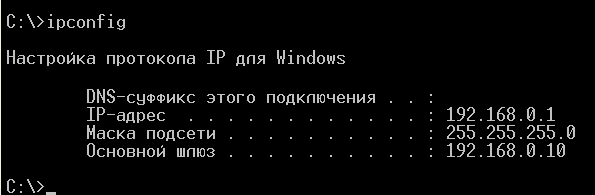 C:\>ipconfig
Настройка протокола IP для Windows
DNS-суффикс этого подключения . . :
IP-адрес . . . . . . . . . . . . : 192.168.0.1
Маска подсети . . . . . . . . . . : 255.255.255.0
Основной шлюз . . . . . . . . . . : 192.168.0.10
C:\>_